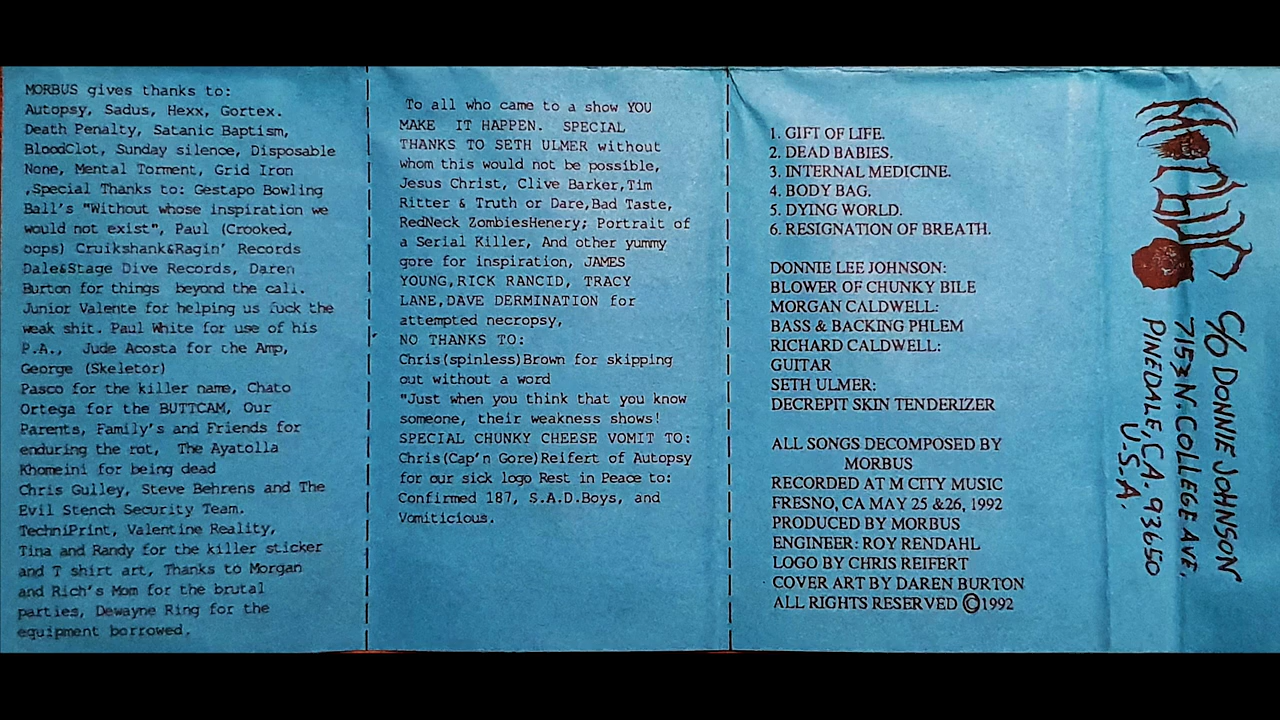 MORBUS gives thanks to:
Autopsy, Sadus, Hexx, Gortex.
Death Penalty, Satanic Baptism,
BloodClot, Sunday silence, Disposable
None, Mental Torment, Grid Iron
,Special Thanks to: Gestapo Bowling
Ball's "Without whose inspiration we
would not exist", Paul (Crooked,
oops) Cruikshank&Ragin' Records
Dale&Stage Dive Records, Daren
Burton for things beyond the call.
Junior Valente for helping us fuck the
weak shit. Paul White for use of his
P.A., Jude Acosta for the Amp,
George (Skeletor)
Pasco for the killer name, Chato
Ortega for the BUTTCAM, Our
Parents, Family's and Friends for
enduring the rot, The Ayatolla
Khomeini for being dead
Chris Gulley, Steve Behrens and The
Evil Stench Security Team.
TechniPrint, Valentine Reality,
Tina and Randy for the killer sticker
and T shirt art, Thanks to Morgan
and Rich's Mom for the brutal
parties, Dewayne Ring for the
equipment borrowed.
To all who came to a show YOU
MAKE IT HAPPEN. SPECIAL
THANKS TO SETH ULMER without
whom this would not be possible,
Jesus Christ, Clive Barker,Tim
Ritter & Truth or Dare,Bad Taste,
RedNeck ZombiesHenery; Portrait of
a Serial Killer, And other yummy
gore for inspiration, JAMES
YOUNG,RICK RANCID, TRACY
LANE,DAVE DERMINATION for
attempted necropsy,
NO THANKS TO:
Chris(spinless)Brown for skipping
out without a word
"Just when you think that you know
someone, their weakness shows!
SPECIAL CHUNKY CHEESE VOMIT TO:
Chris(Cap'n Gore)Reifert of Autopsy
for our sick logo Rest in Peace to:
Confirmed 187, S.A.D.Boys, and
Vomiticious.
1. GIFT OF LIFE.
2. DEAD BABIES.
3. INTERNAL MEDICINE.
4. BODY BAG.
5. DYING WORLD.
6. RESIGNATION OF BREATH.
DONNIE LEE JOHNSON:
BLOWER OF CHUNKY BILE
MORGAN CALDWELL:
BASS & BACKING PHLEM
RICHARD CALDWELL:
GUITAR
SETH ULMER:
DECREPIT SKIN TENDERIZER
ALL SONGS DECOMPOSED BY
MORBUS
RECORDED AT M CITY MUSIC
FRESNO, CA MAY 25 &26, 1992
PRODUCED BY MORBUS
ENGINEER: ROY RENDAHL
LOGO BY CHRIS REIFERT
COVER ART BY DAREN BURTON
ALL RIGHTS RESERVED ©1992
MORBUS
C/O DONNIE JOHNSON
7153 N. COLLEGE AVE.
PINEDALE, CA. 93650
U.S.A.